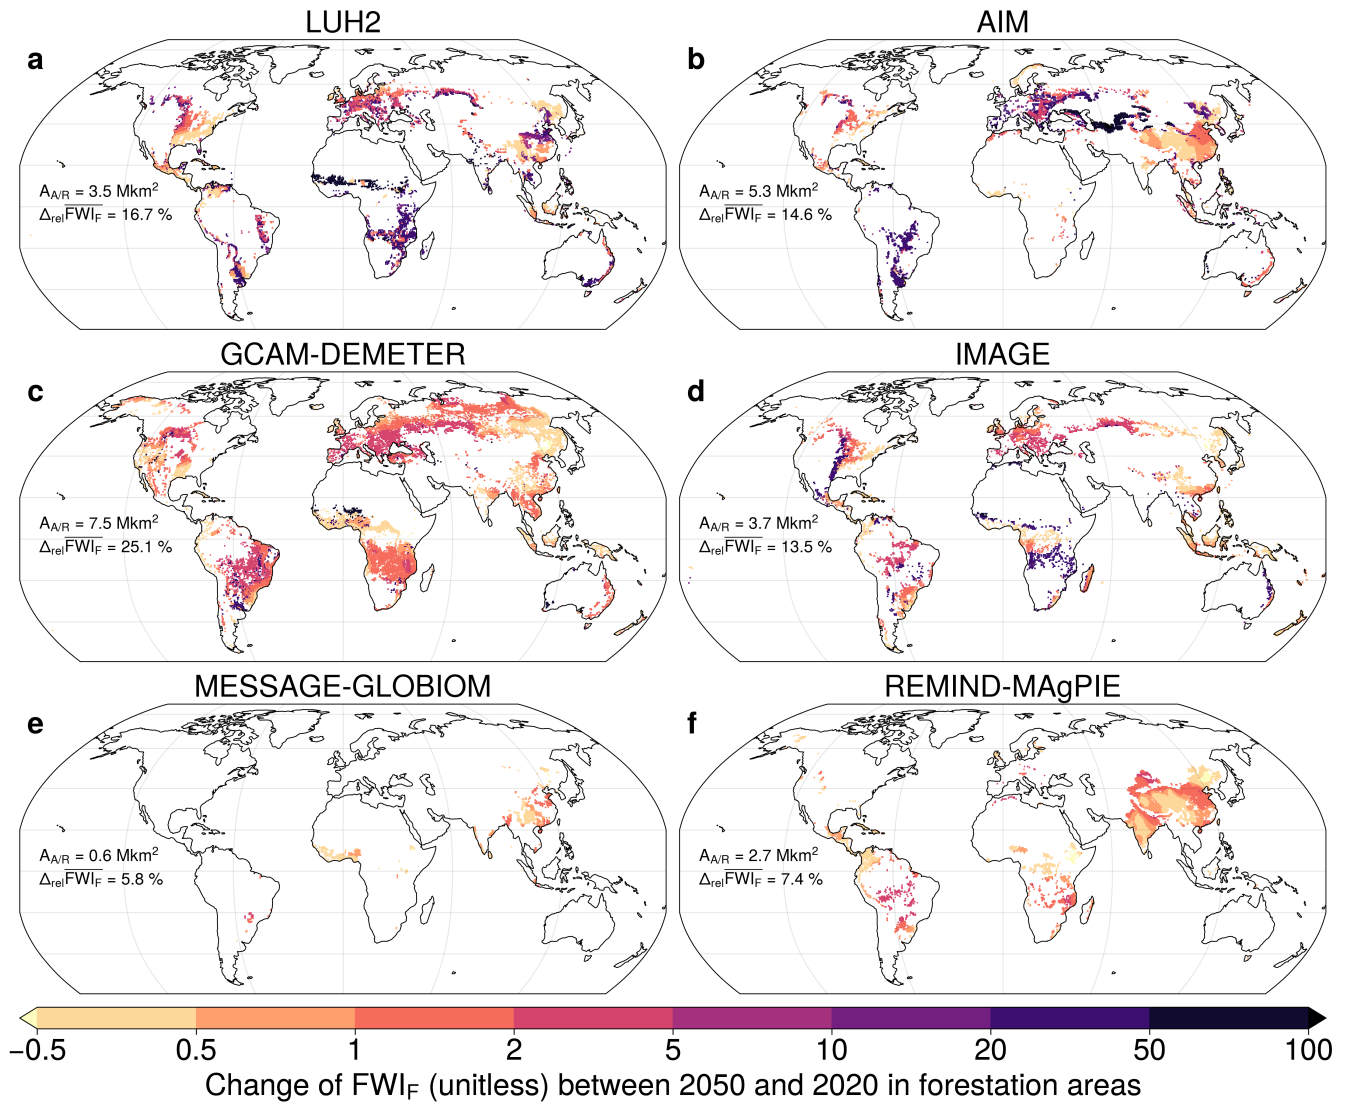 LUH2
a
A_A/R = 3.5 Mkm²
Δ_rel FWI_F = 16.7 %
AIM
b
A_A/R = 5.3 Mkm²
Δ_rel FWI_F = 14.6 %
GCAM-DEMETER
c
A_A/R = 7.5 Mkm²
Δ_rel FWI_F = 25.1 %
IMAGE
d
A_A/R = 3.7 Mkm²
Δ_rel FWI_F = 13.5 %
MESSAGE-GLOBIOM
e
A_A/R = 0.6 Mkm²
Δ_rel FWI_F = 5.8 %
REMIND-MAgPIE
f
A_A/R = 2.7 Mkm²
Δ_rel FWI_F = 7.4 %
−0.5 0.5 1 2 5 10 20 50 100
Change of FWI_F (unitless) between 2050 and 2020 in forestation areas